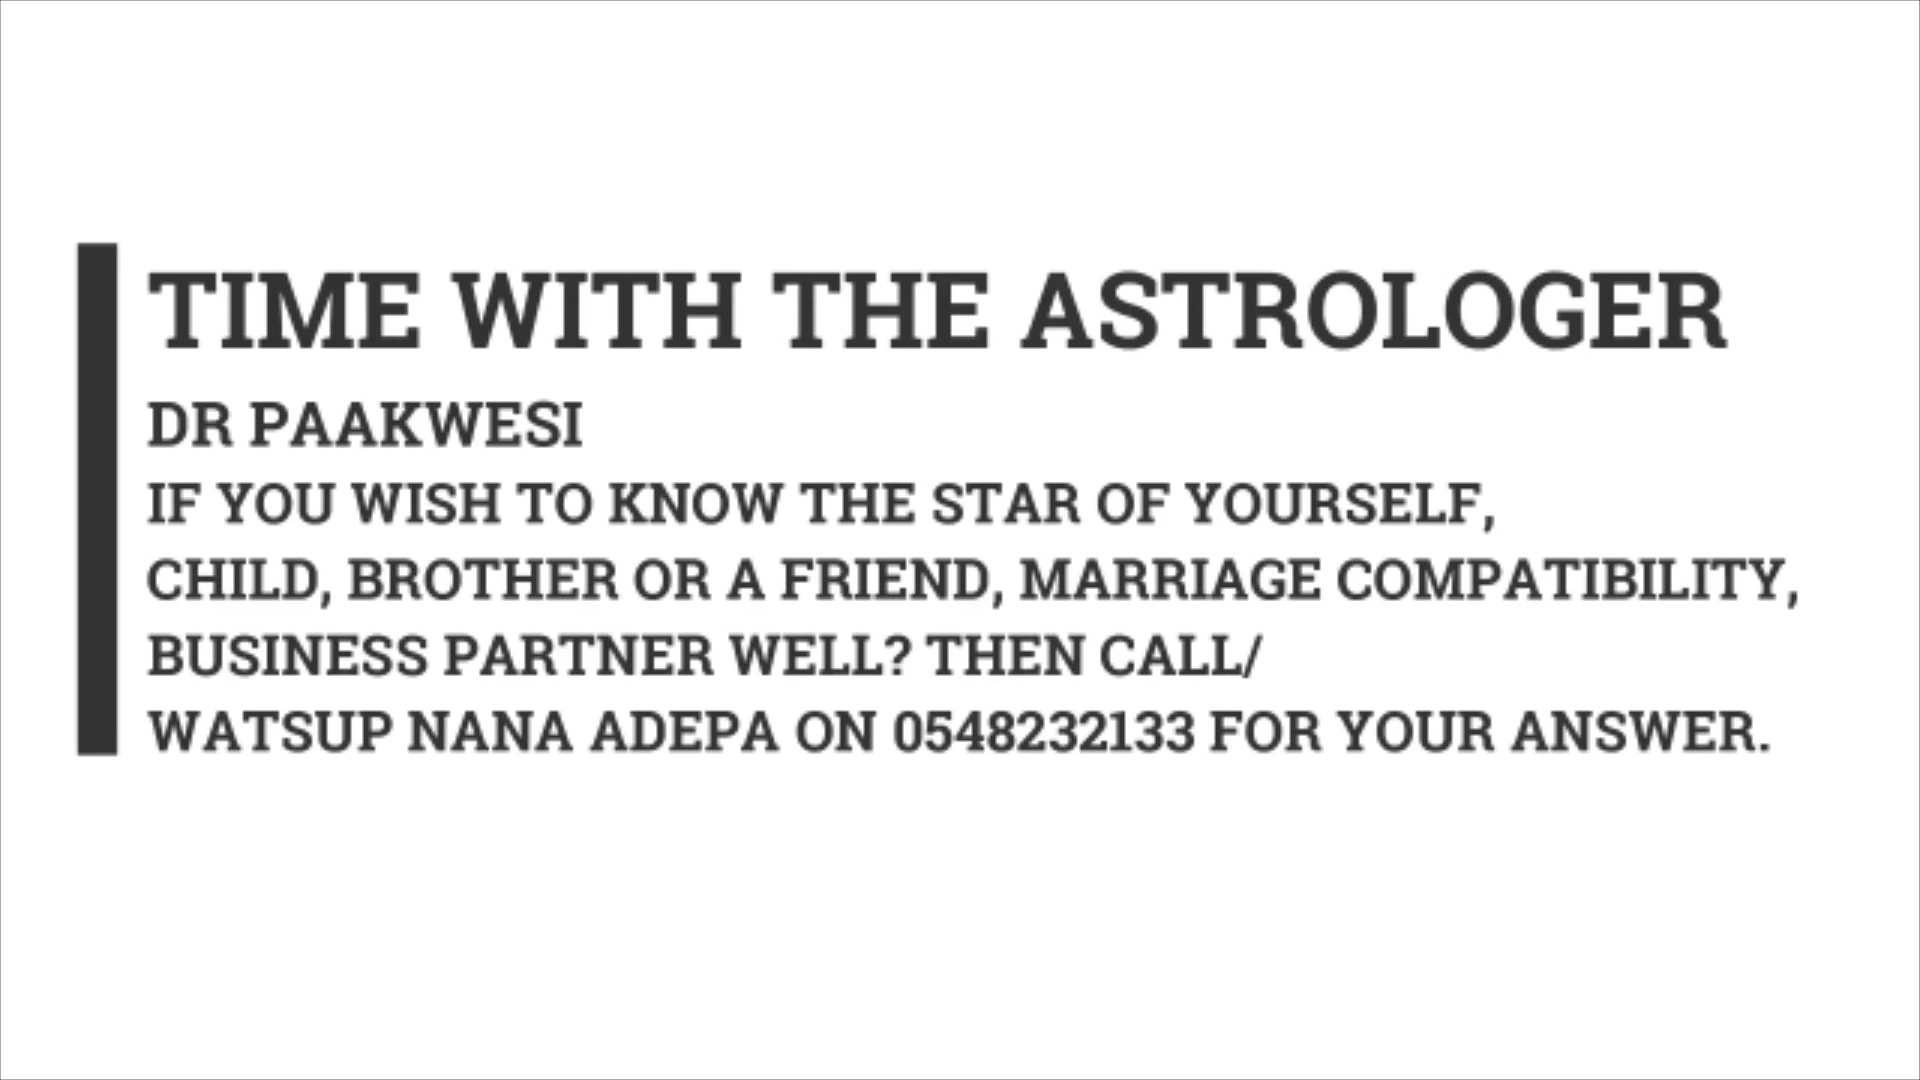 TIME WITH THE ASTROLOGER
DR PAAKWESI
IF YOU WISH TO KNOW THE STAR OF YOURSELF,
CHILD, BROTHER OR A FRIEND, MARRIAGE COMPATIBILITY,
BUSINESS PARTNER WELL? THEN CALL/
WATSUP NANA ADEPA ON 0548232133 FOR YOUR ANSWER.